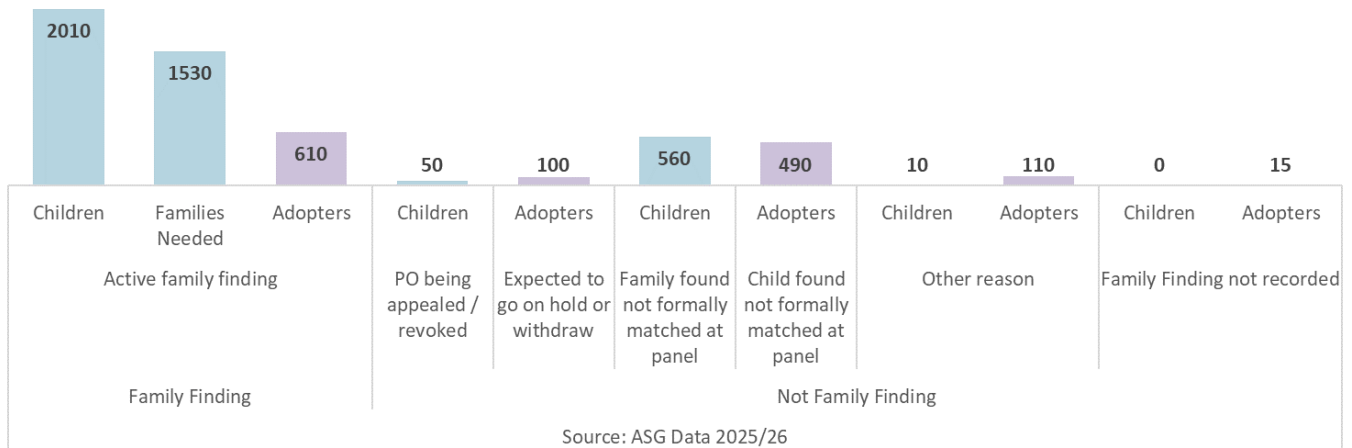 2010
1530
610
50
100
560
490
10
110
0
15
Children
Families
Needed
Adopters
Children
Adopters
Children
Adopters
Children
Adopters
Children
Adopters
Active family finding
PO being
appealed /
revoked
Expected to
go on hold or
withdraw
Family found
not formally
matched at
panel
Child found
not formally
matched at
panel
Other reason
Family Finding not recorded
Family Finding
Not Family Finding
Source: ASG Data 2025/26